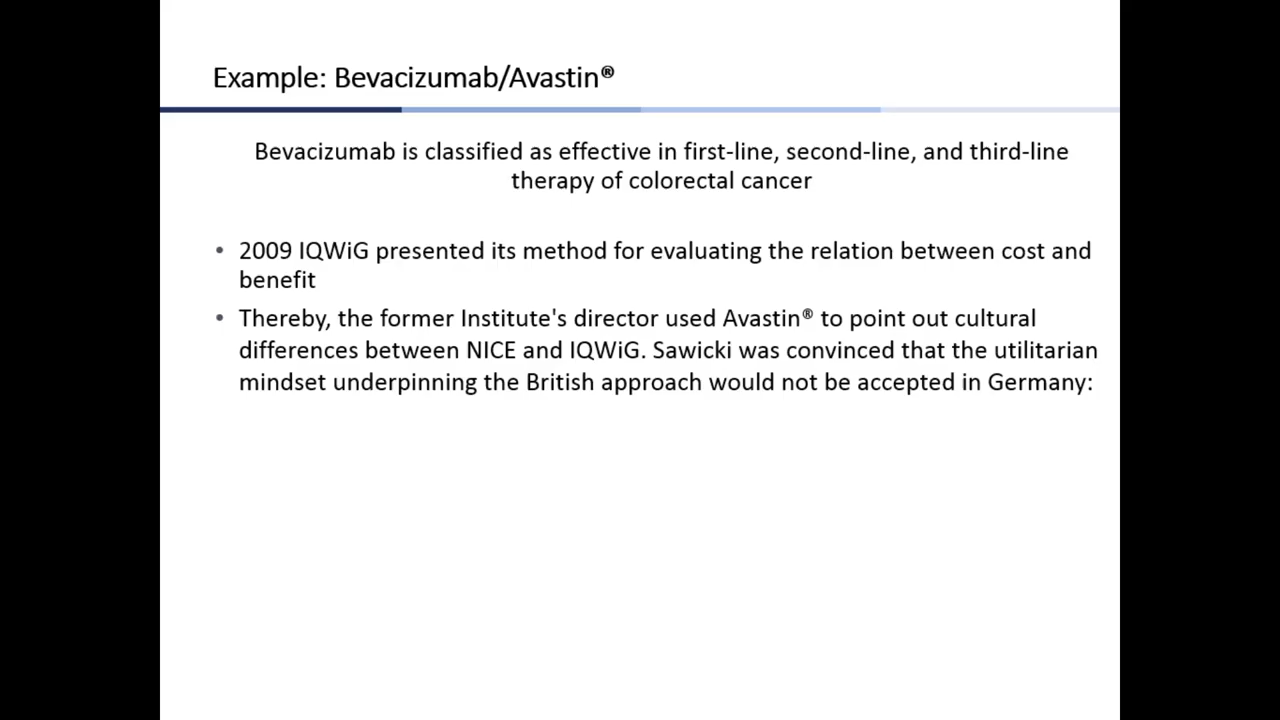 Example: Bevacizumab/Avastin®
Bevacizumab is classified as effective in first-line, second-line, and third-line
therapy of colorectal cancer
• 2009 IQWiG presented its method for evaluating the relation between cost and
benefit
• Thereby, the former Institute's director used Avastin® to point out cultural
differences between NICE and IQWiG. Sawicki was convinced that the utilitarian
mindset underpinning the British approach would not be accepted in Germany: